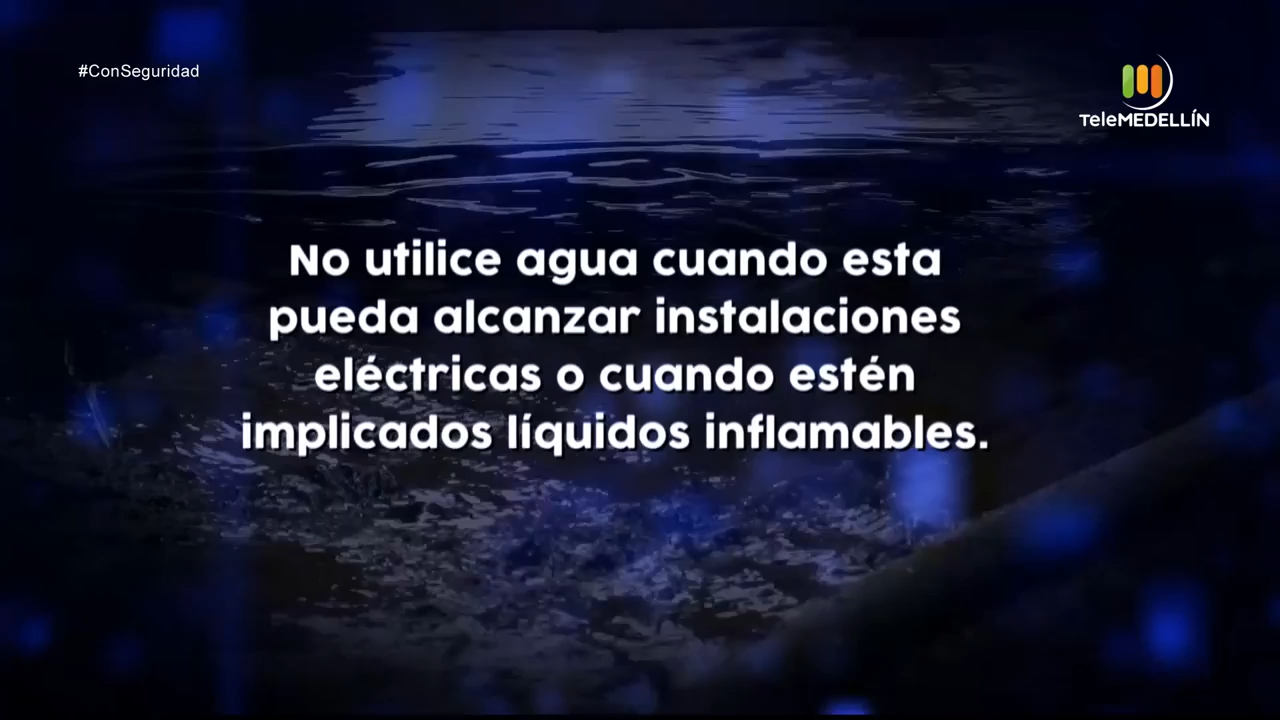 #ConSeguridad
TeleMEDELLÍN
No utilice agua cuando esta
pueda alcanzar instalaciones
eléctricas o cuando estén
implicados líquidos inflamables.